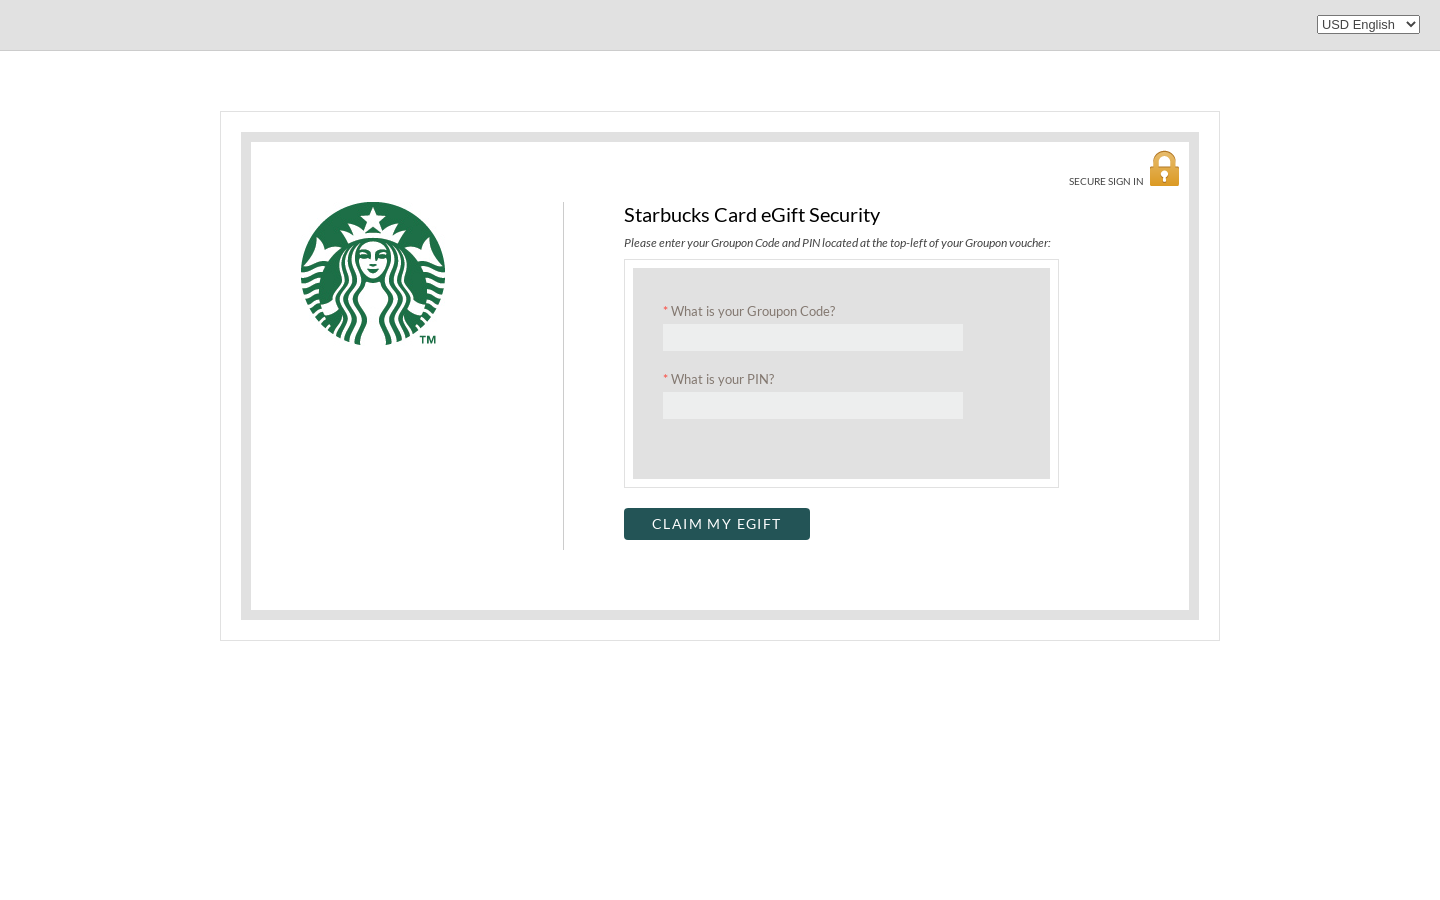 USD English
SECURE SIGN IN
Starbucks Card eGift Security
Please enter your Groupon Code and PIN located at the top-left of your Groupon voucher:
* What is your Groupon Code?
* What is your PIN?
CLAIM MY EGIFT
TM